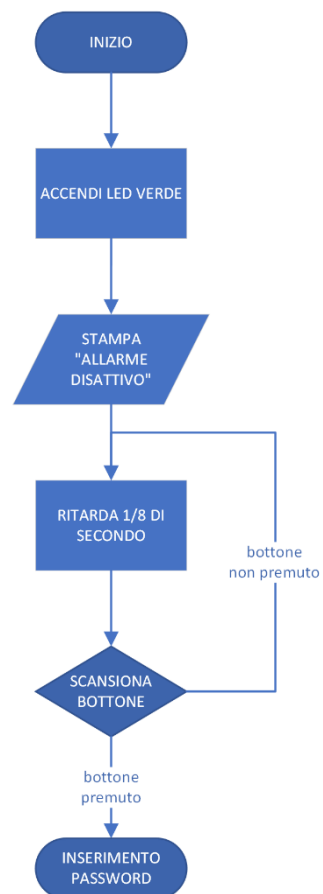 INIZIO
ACCENDI LED VERDE
STAMPA
"ALLARME
DISATTIVO"
RITARDA 1/8 DI
SECONDO
bottone
non premuto
SCANSIONA
BOTTONE
bottone
premuto
INSERIMENTO
PASSWORD